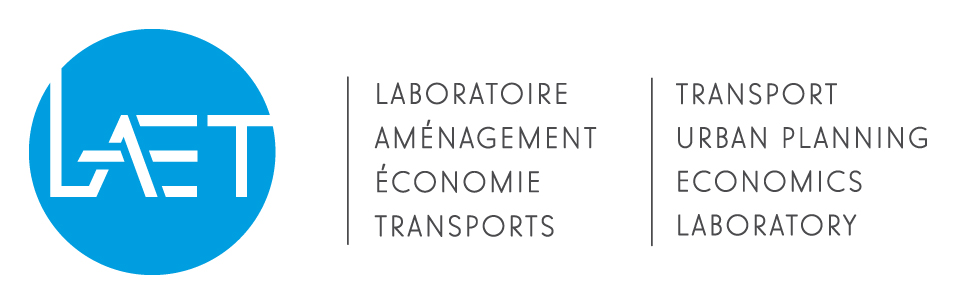 LAET
LABORATOIRE
AMÉNAGEMENT
ÉCONOMIE
TRANSPORTS
TRANSPORT
URBAN PLANNING
ECONOMICS
LABORATORY